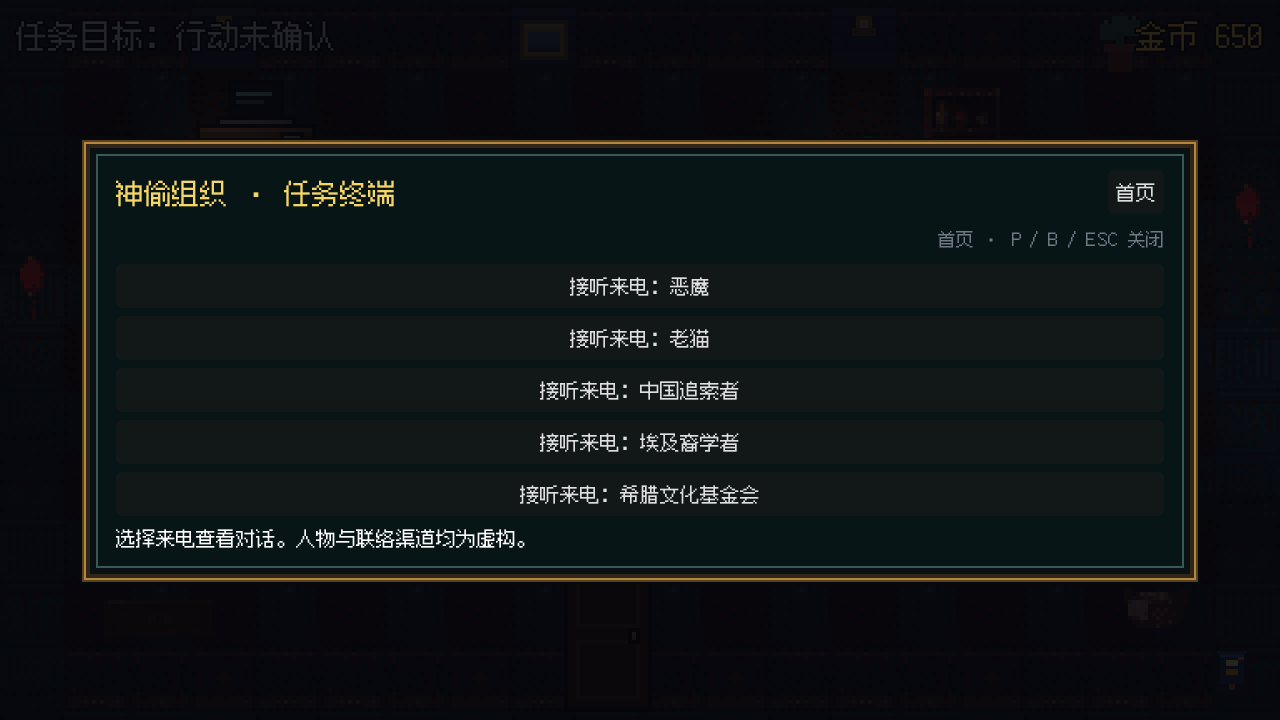 任务目标：行动未确认
金币 650
神偷组织 · 任务终端
首页
首页 · P / B / ESC 关闭
接听来电：恶魔
接听来电：老猫
接听来电：中国追索者
接听来电：埃及裔学者
接听来电：希腊文化基金会
选择来电查看对话。人物与联络渠道均为虚构。